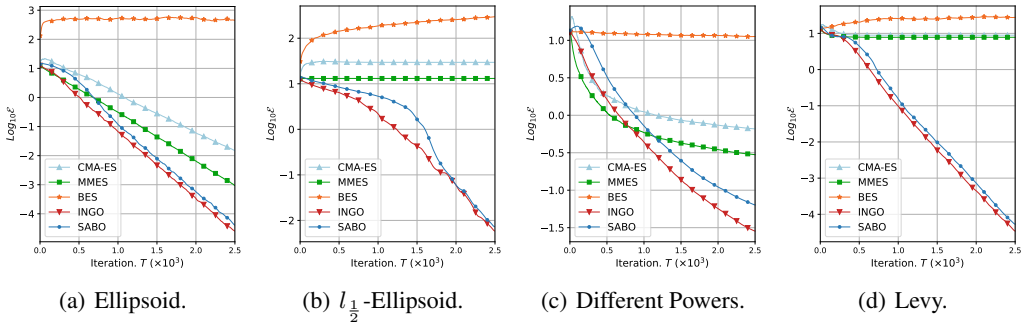 3
2
1
0
−1
−2
−3
−4
Log₁₀ℰ
CMA-ES
MMES
BES
INGO
SABO
0.0 0.5 1.0 1.5 2.0 2.5
Iteration. T (×10³)
(a) Ellipsoid.
2
1
0
−1
−2
Log₁₀ℰ
CMA-ES
MMES
BES
INGO
SABO
0.0 0.5 1.0 1.5 2.0 2.5
Iteration. T (×10³)
(b) l_{1/2}-Ellipsoid.
1.0
0.5
0.0
−0.5
−1.0
−1.5
Log₁₀ℰ
CMA-ES
MMES
BES
INGO
SABO
0.0 0.5 1.0 1.5 2.0 2.5
Iteration. T (×10³)
(c) Different Powers.
1
0
−1
−2
−3
−4
Log₁₀ℰ
CMA-ES
MMES
BES
INGO
SABO
0.0 0.5 1.0 1.5 2.0 2.5
Iteration. T (×10³)
(d) Levy.